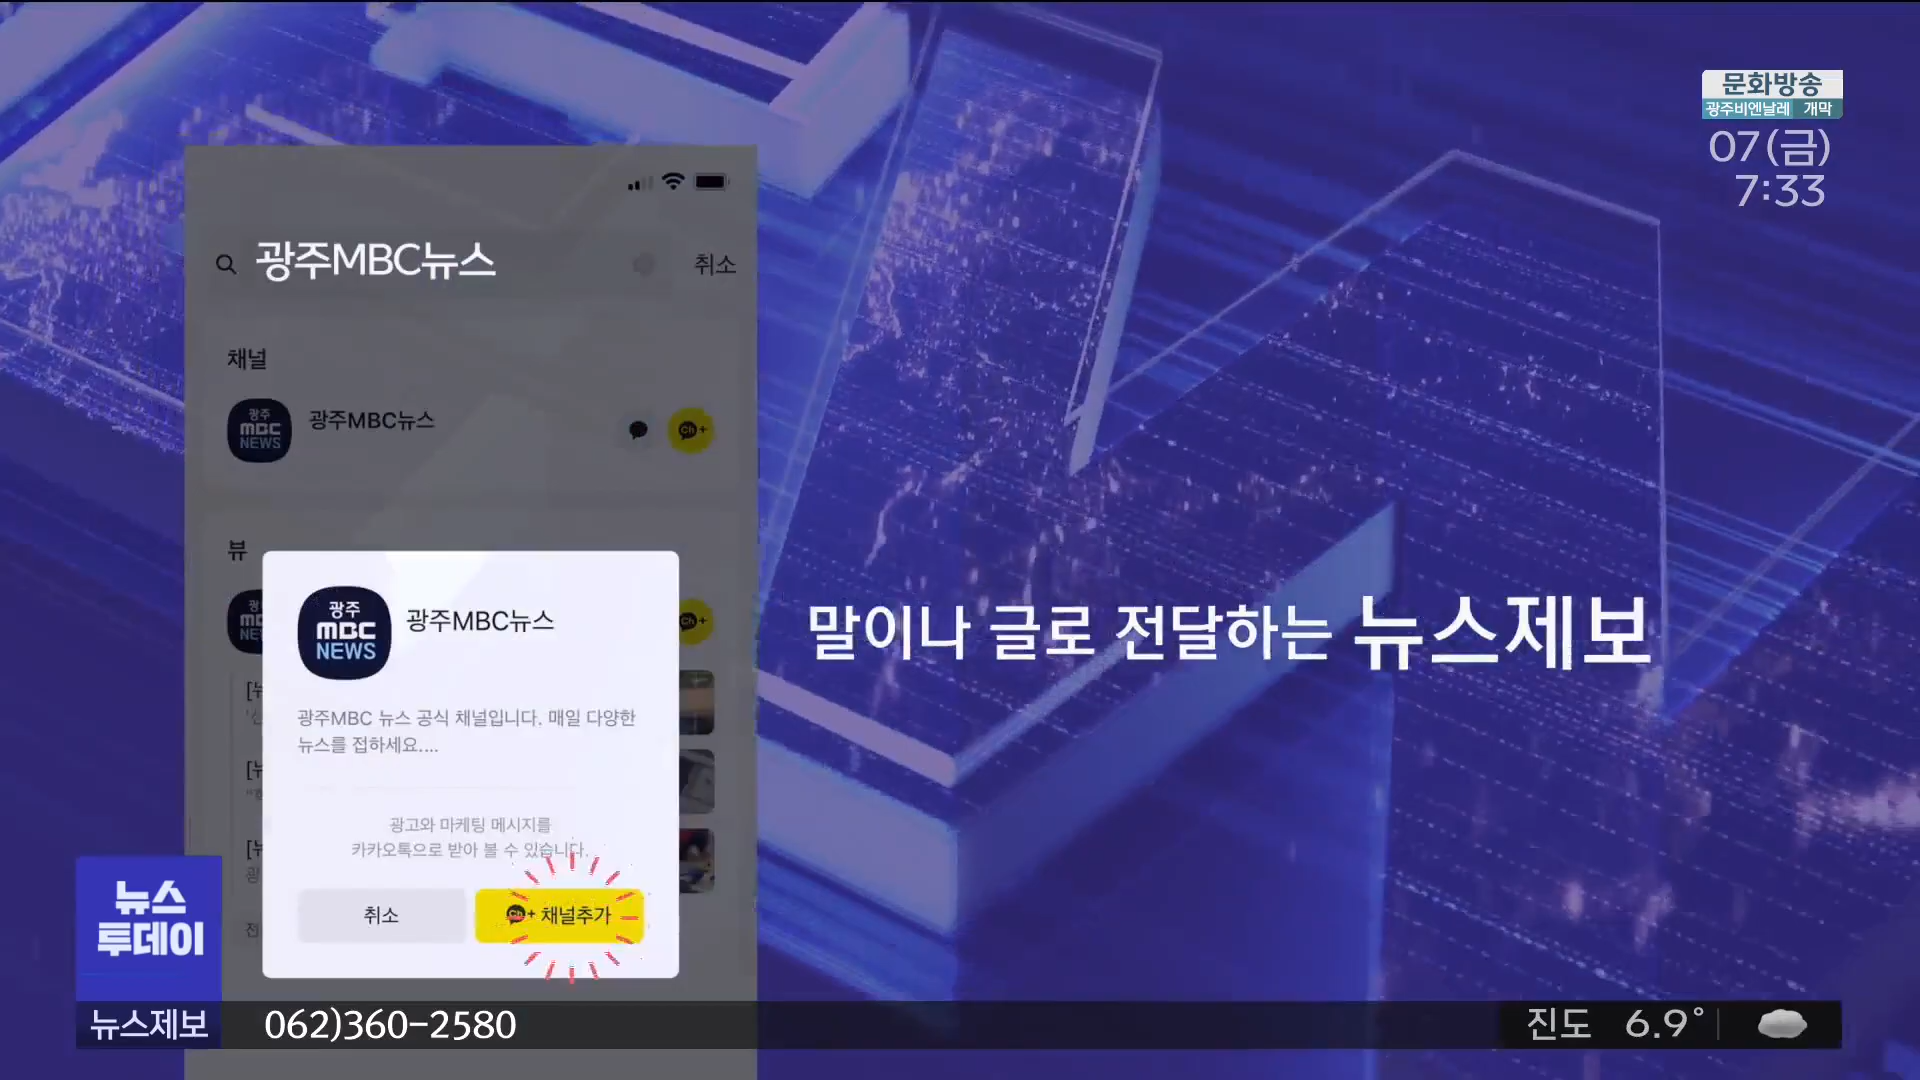 문화방송
광주비엔날레 개막
07(금)
7:33
광주MBC뉴스
취소
채널
광주
MBC
NEWS
광주MBC뉴스
Ch+
뷰
Ch+
광주
MBC
NEWS
광주MBC뉴스
광주MBC 뉴스 공식 채널입니다. 매일 다양한
뉴스를 접하세요....
광고와 마케팅 메시지를
카카오톡으로 받아 볼 수 있습니다.
취소
Ch+ 채널추가
말이나 글로 전달하는 뉴스제보
뉴스
투데이
뉴스제보
062)360-2580
진도 6.9°